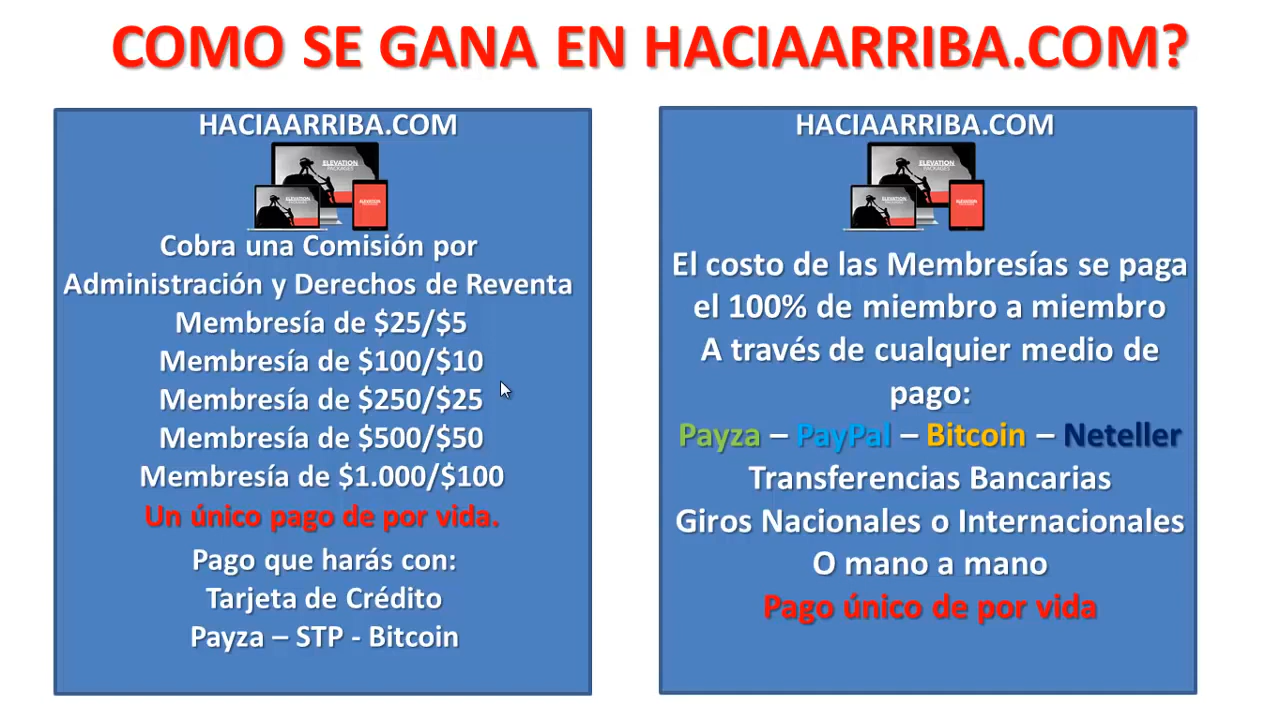 COMO SE GANA EN HACIAARRIBA.COM?
HACIAARRIBA.COM
ELEVATION
PACKAGES
Cobra una Comisión por
Administración y Derechos de Reventa
Membresía de $25/$5
Membresía de $100/$10
Membresía de $250/$25
Membresía de $500/$50
Membresía de $1.000/$100
Un único pago de por vida.
Pago que harás con:
Tarjeta de Crédito
Payza – STP - Bitcoin
HACIAARRIBA.COM
ELEVATION
PACKAGES
El costo de las Membresías se paga
el 100% de miembro a miembro
A través de cualquier medio de
pago:
Payza – PayPal – Bitcoin – Neteller
Transferencias Bancarias
Giros Nacionales o Internacionales
O mano a mano
Pago único de por vida